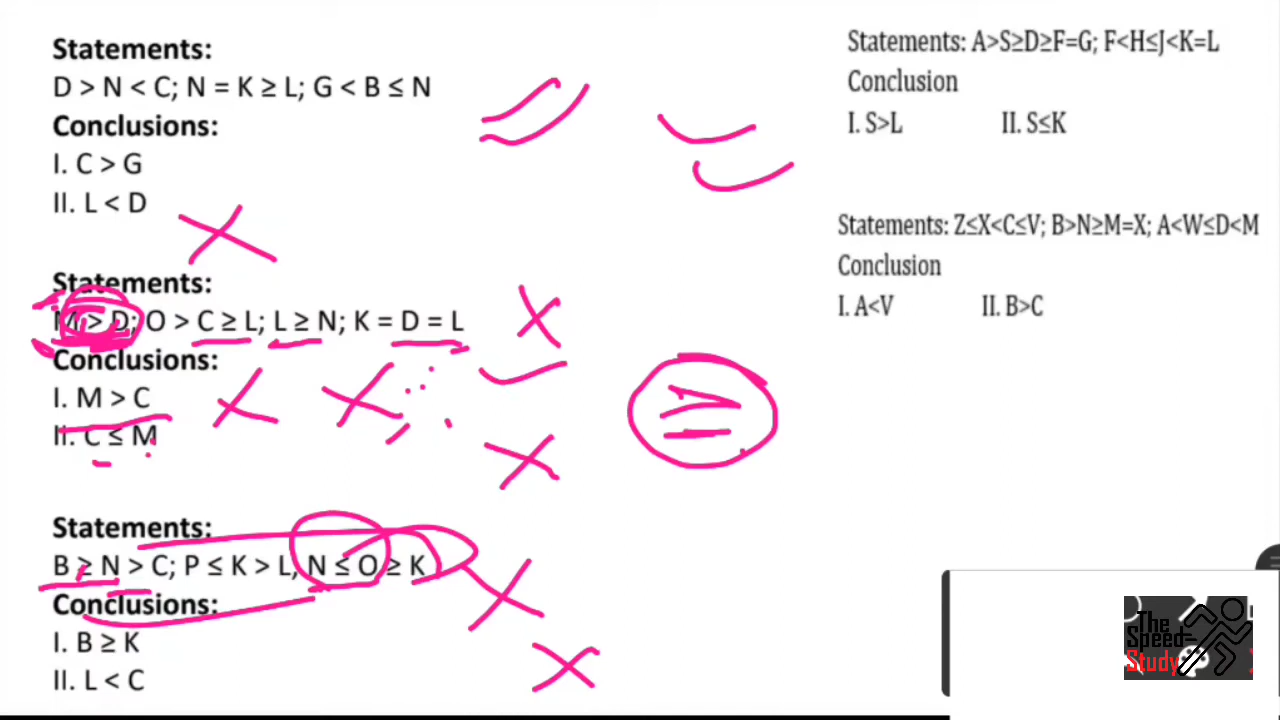 Statements:
D > N < C; N = K ≥ L; G < B ≤ N
Conclusions:
I. C > G
II. L < D
Statements:
M > D; O > C ≥ L; L ≥ N; K = D = L
Conclusions:
I. M > C
II. C ≤ M
Statements:
B ≥ N > C; P ≤ K > L, N ≤ O ≥ K
Conclusions:
I. B ≥ K
II. L < C
Statements: A>S≥D≥F=G; F<H≤J<K=L
Conclusion
I. S>L II. S≤K
Statements: Z≤X<C≤V; B>N≥M=X; A<W≤D<M
Conclusion
I. A<V II. B>C
≥
The
Speed
Study